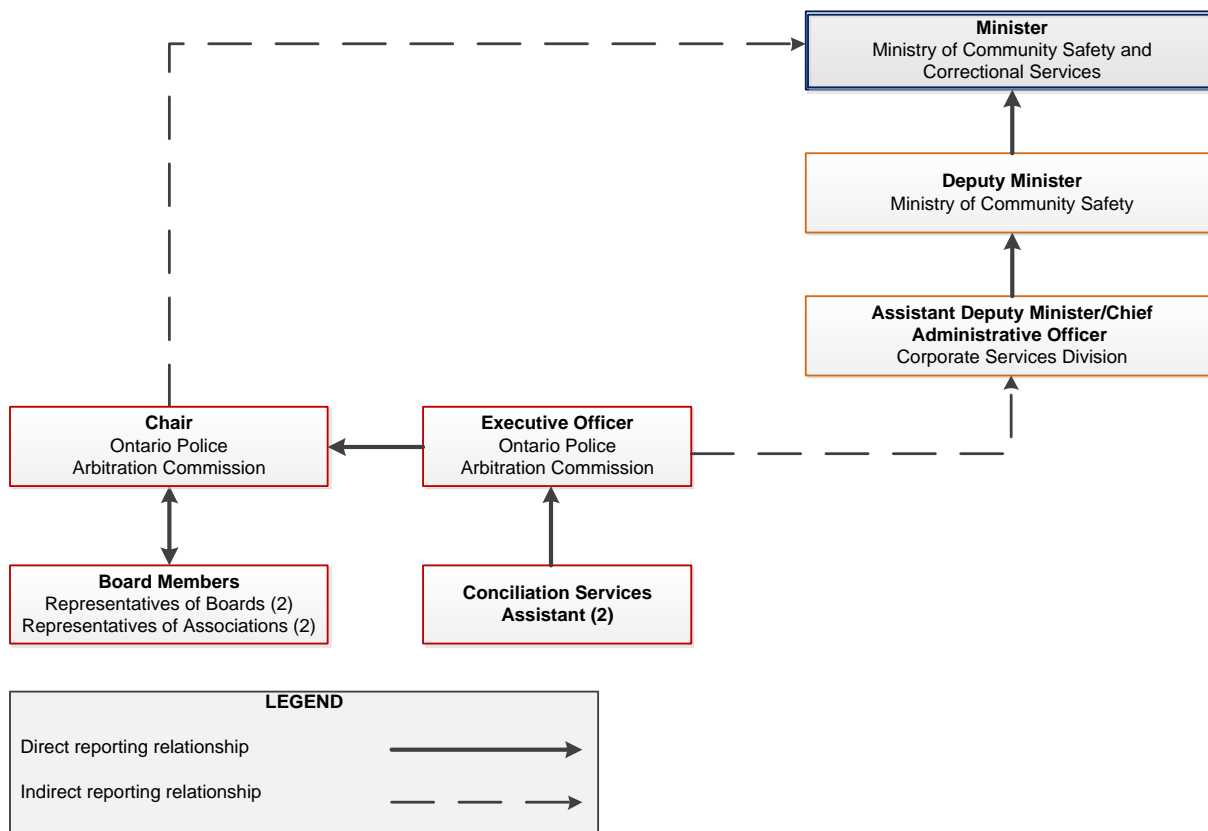 Minister
Ministry of Community Safety and
Correctional Services
Deputy Minister
Ministry of Community Safety
Assistant Deputy Minister/Chief
Administrative Officer
Corporate Services Division
Chair
Ontario Police
Arbitration Commission
Executive Officer
Ontario Police
Arbitration Commission
Board Members
Representatives of Boards (2)
Representatives of Associations (2)
Conciliation Services
Assistant (2)
LEGEND
Direct reporting relationship
Indirect reporting relationship